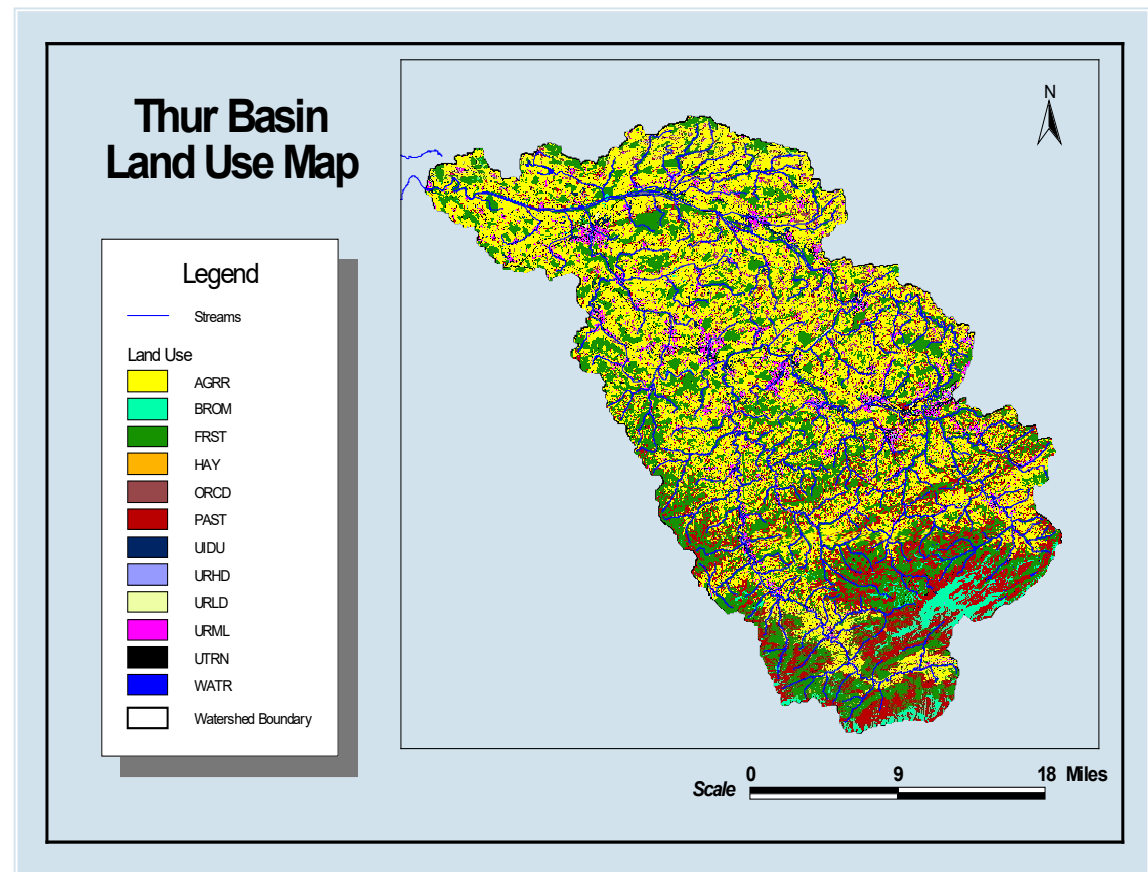 Thur Basin
Land Use Map
N
Legend
Streams
Land Use
AGRR
BROM
FRST
HAY
ORCD
PAST
UIDU
URHD
URLD
URML
UTRN
WATR
Watershed Boundary
Scale 0 9 18 Miles